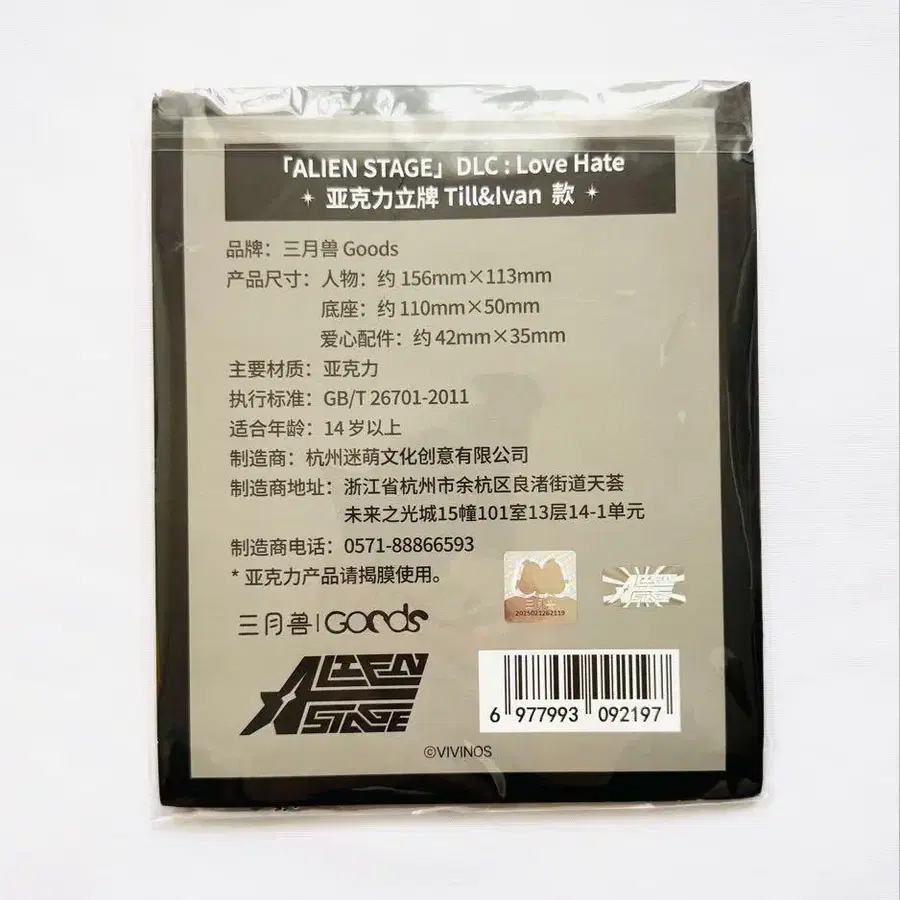 「ALIEN STAGE」DLC : Love Hate
亚克力立牌 Till&Ivan 款
品牌：三月兽 Goods
产品尺寸：人物：约 156mm×113mm
底座：约 110mm×50mm
爱心配件：约 42mm×35mm
主要材质：亚克力
执行标准：GB/T 26701-2011
适合年龄：14 岁以上
制造商：杭州迷萌文化创意有限公司
制造商地址：浙江省杭州市余杭区良渚街道天荟
未来之光城15幢101室13层14-1单元
制造商电话：0571-88866593
* 亚克力产品请揭膜使用。
三月兽
2025021262119
ALIEN
STAGE
三月兽|Goods
ALIEN
STAGE
6 977993 092197
©VIVINOS